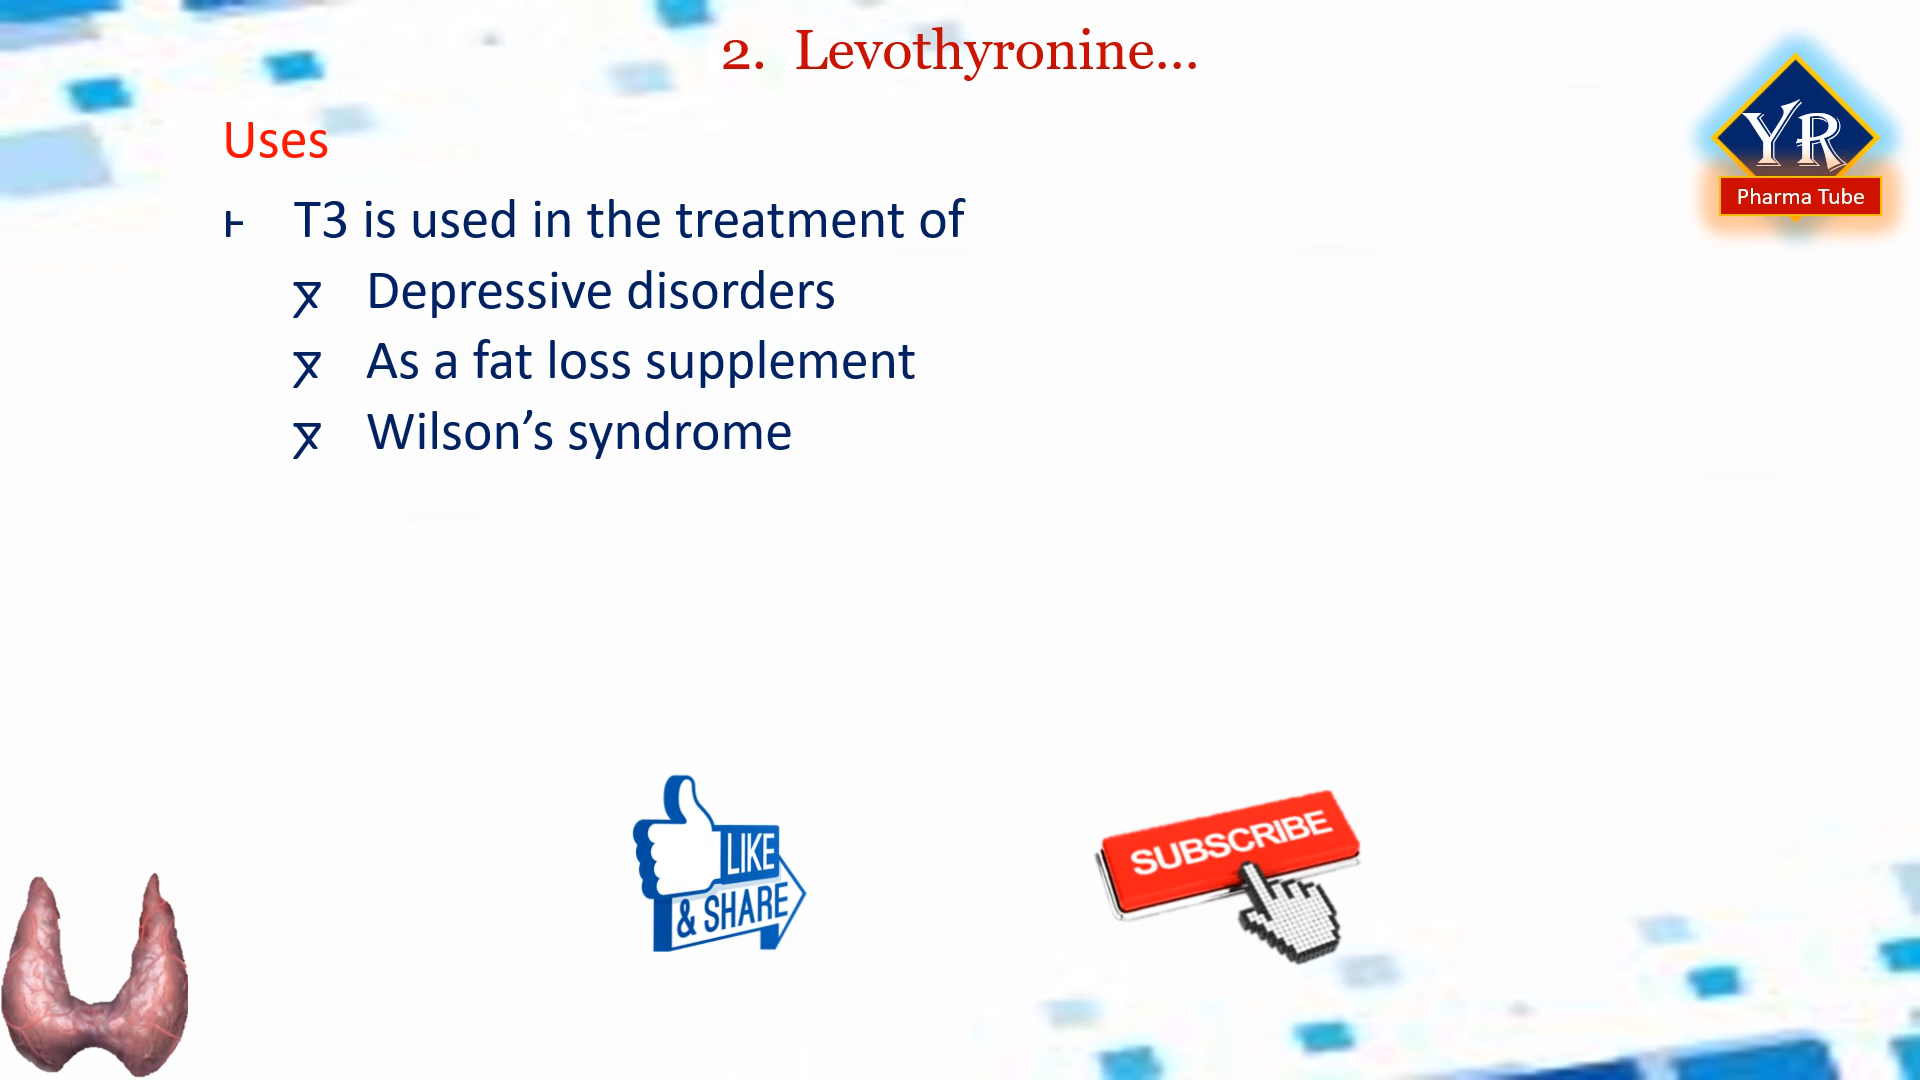 2. Levothyronine...
YR
Pharma Tube
Uses
T3 is used in the treatment of
Depressive disorders
As a fat loss supplement
Wilson’s syndrome
LIKE
& SHARE
SUBSCRIBE